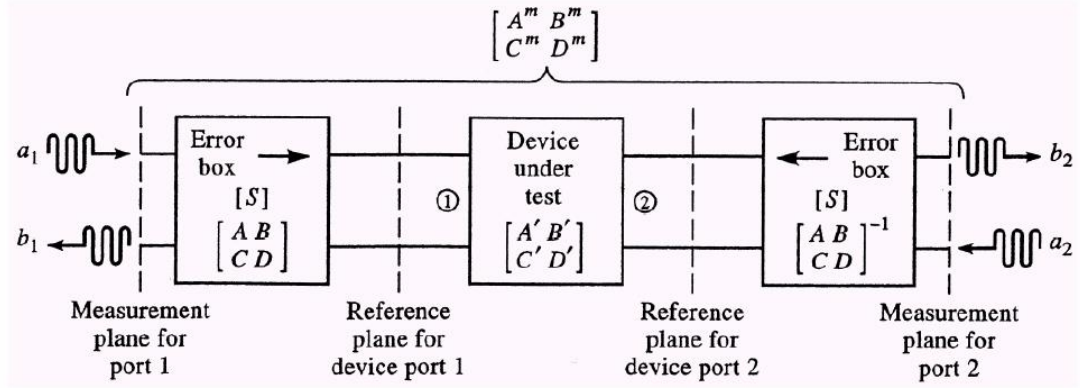 [A^m B^m
C^m D^m]
a₁
b₁
Error
box
[S]
[A B
C D]
①
Device
under
test
[A′ B′
C′ D′]
②
Error
box
[S]
[A B
C D]^-1
b₂
a₂
Measurement
plane for
port 1
Reference
plane for
device port 1
Reference
plane for
device port 2
Measurement
plane for
port 2